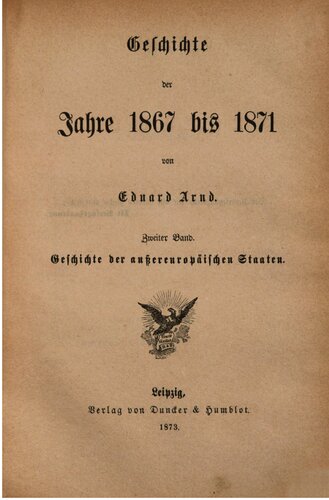 Geschichte
der
Jahre 1867 bis 1871
von
Eduard Arnd.
Zweiter Band.
Geschichte der außereuropäischen Staaten.
Leipzig,
Verlag von Duncker & Humblot.
1873.